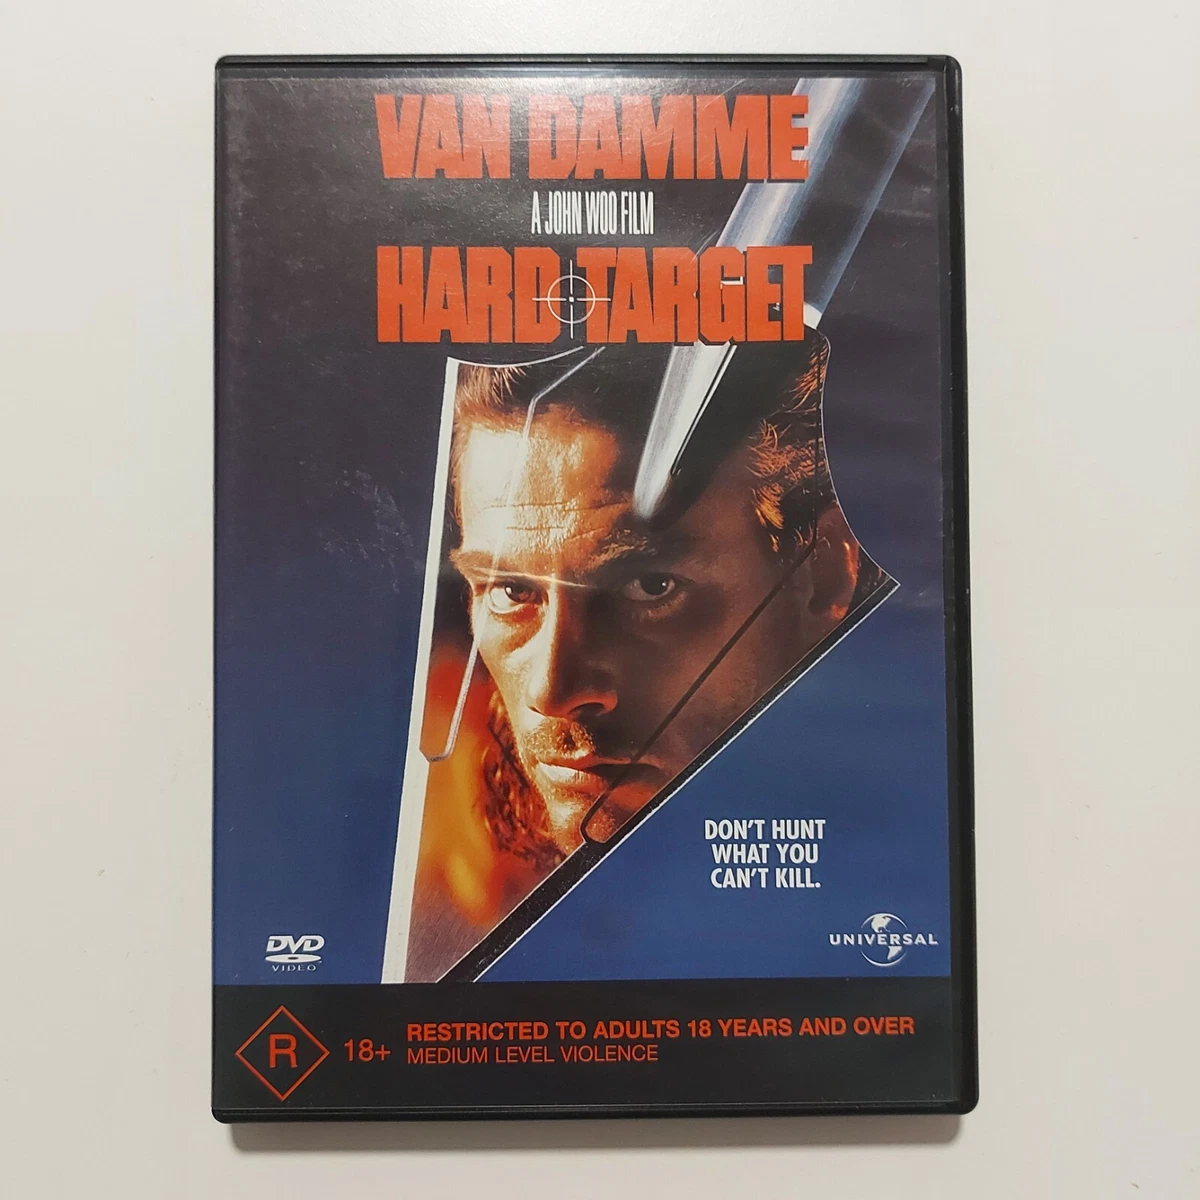 VAN DAMME
A JOHN WOO FILM
HARD TARGET
DON'T HUNT
WHAT YOU
CAN'T KILL.
DVD
VIDEO
UNIVERSAL
R
18+
RESTRICTED TO ADULTS 18 YEARS AND OVER
MEDIUM LEVEL VIOLENCE